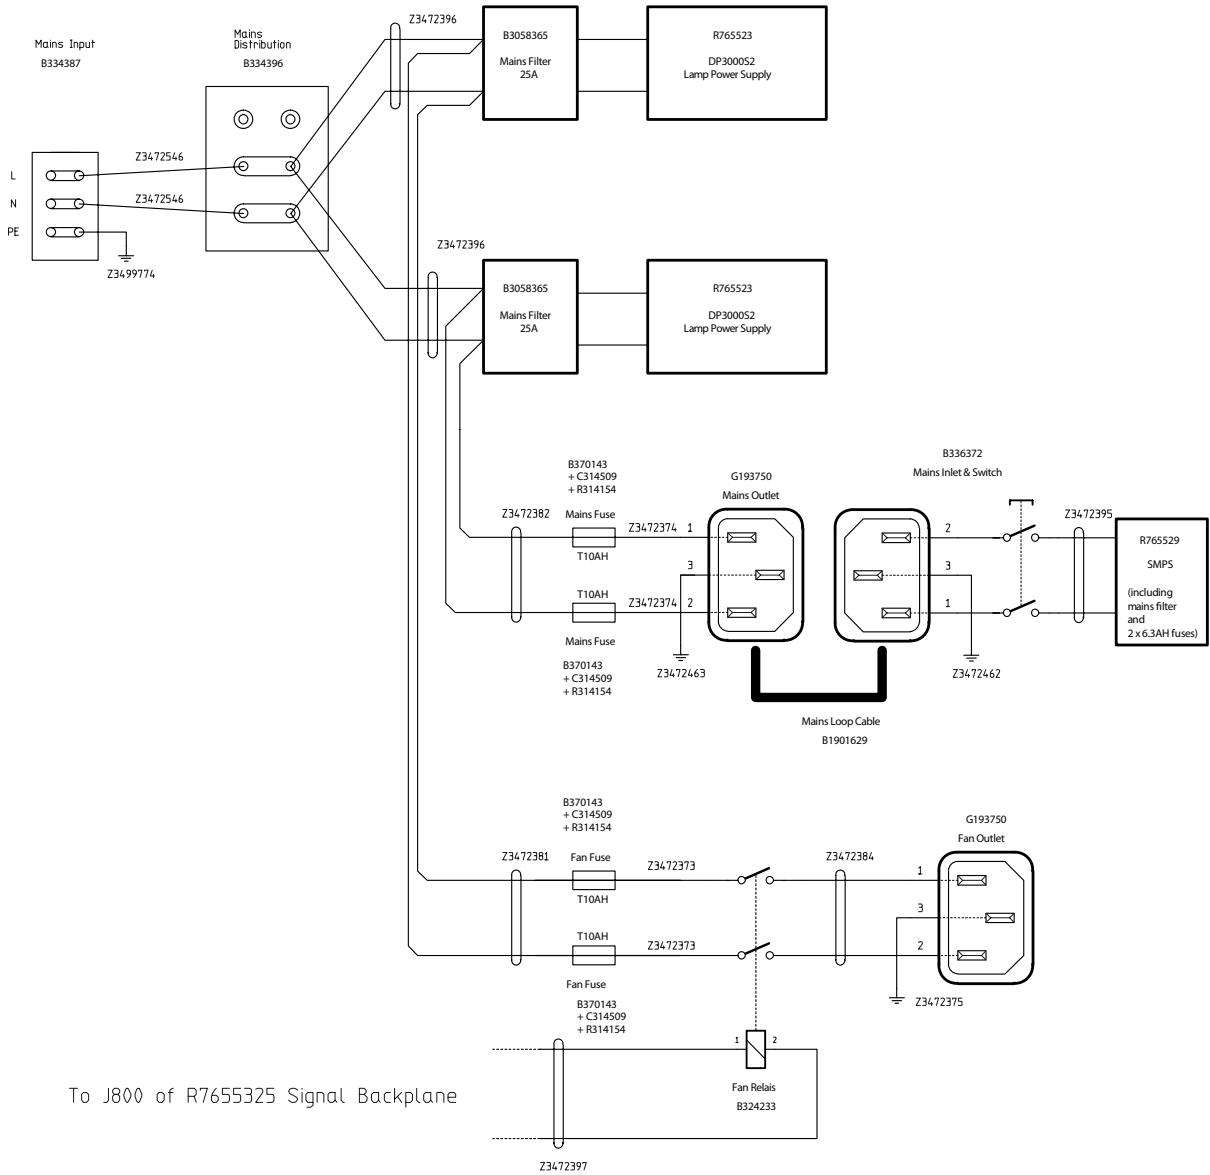 Z3472396
Mains Input
B334387
Mains
Distribution
B334396
B3058365
Mains Filter
25A
R765523
DP3000S2
Lamp Power Supply
L
N
PE
Z3472546
Z3472546
Z3499774
Z3472396
B3058365
Mains Filter
25A
R765523
DP3000S2
Lamp Power Supply
B370143
+ C314509
+ R314154
Mains Fuse
T10AH
Z3472382
Z3472374
1
3
2
G193750
Mains Outlet
B336372
Mains Inlet & Switch
2
3
1
Z3472395
R765529
SMPS
(including
mains filter
and
2 x 6.3AH fuses)
T10AH
Z3472374
Mains Fuse
B370143
+ C314509
+ R314154
Z3472463
Z3472462
Mains Loop Cable
B1901629
B370143
+ C314509
+ R314154
Z3472381
Fan Fuse
T10AH
Z3472373
Z3472384
G193750
Fan Outlet
1
3
2
T10AH
Z3472373
Fan Fuse
B370143
+ C314509
+ R314154
Z3472375
1
2
Fan Relais
B324233
To J800 of R7655325 Signal Backplane
Z3472397